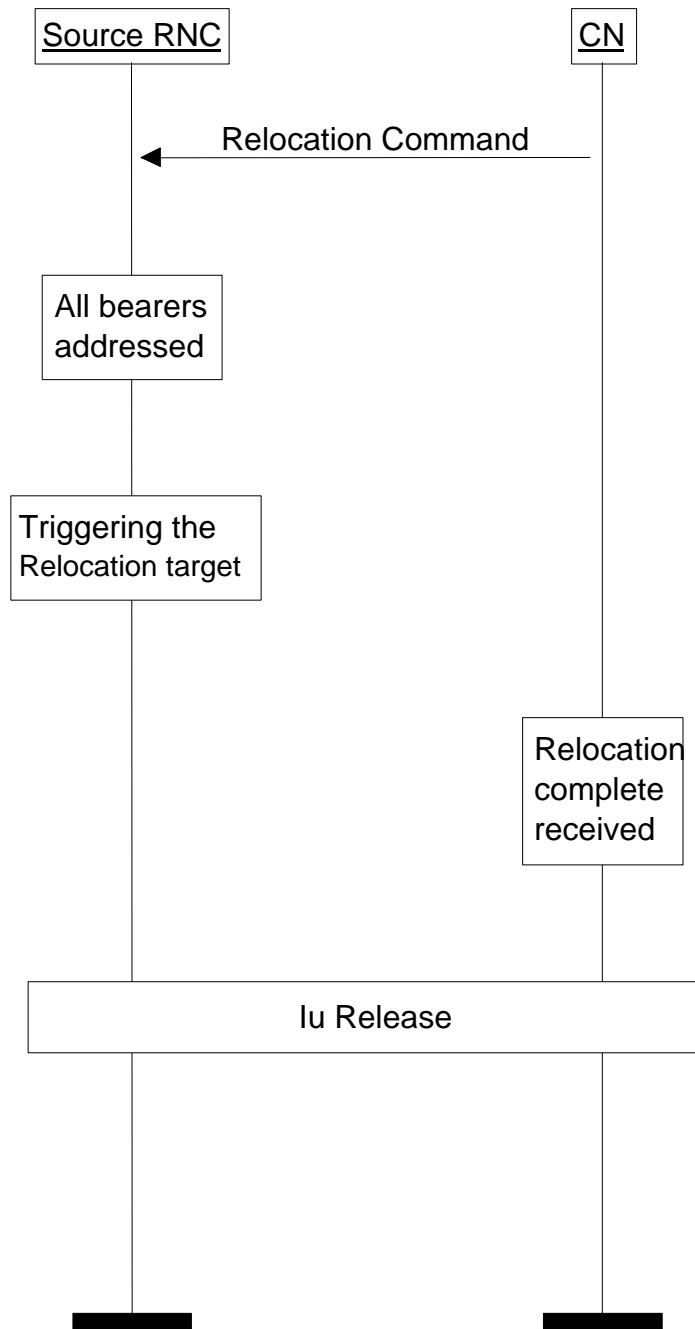 Source RNC
CN
Relocation Command
All bearers
addressed
Triggering the
Relocation target
Relocation
complete
received
Iu Release